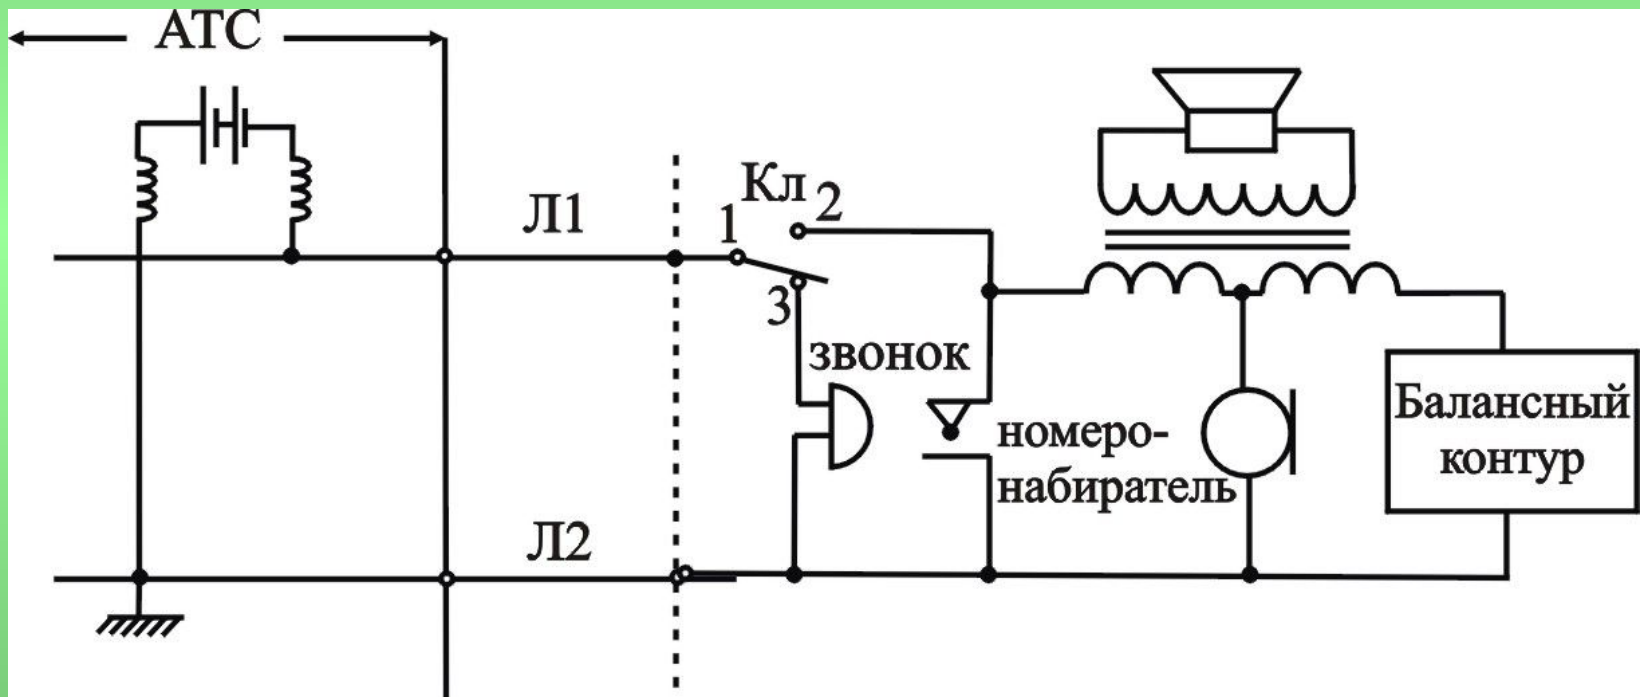 АТС
Л1
Кл
1
2
3
звонок
номеро-
набиратель
Балансный
контур
Л2